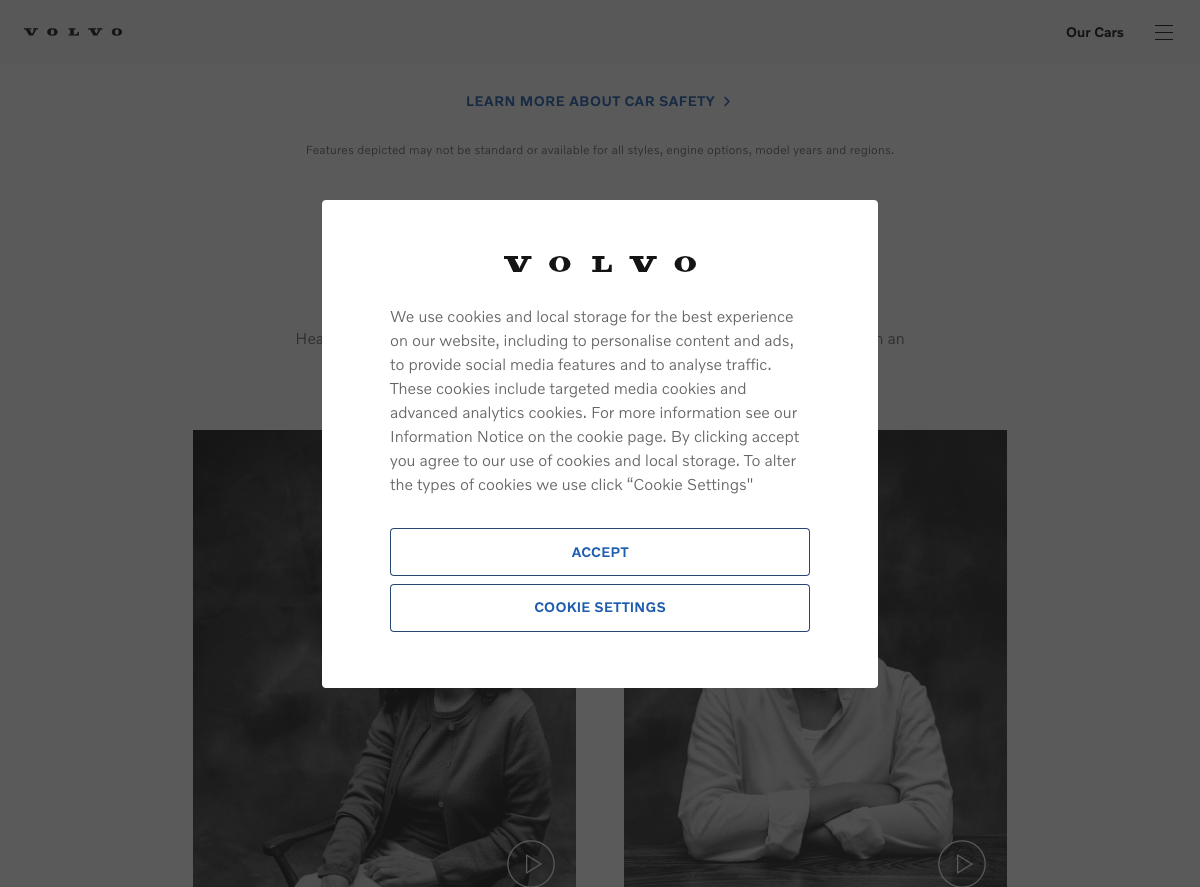 VOLVO
Our Cars
LEARN MORE ABOUT CAR SAFETY
Features depicted may not be standard or available for all styles, engine options, model years and regions.
VOLVO
We use cookies and local storage for the best experience
on our website, including to personalise content and ads,
to provide social media features and to analyse traffic.
These cookies include targeted media cookies and
advanced analytics cookies. For more information see our
Information Notice on the cookie page. By clicking accept
you agree to our use of cookies and local storage. To alter
the types of cookies we use click “Cookie Settings"
an
ACCEPT
COOKIE SETTINGS